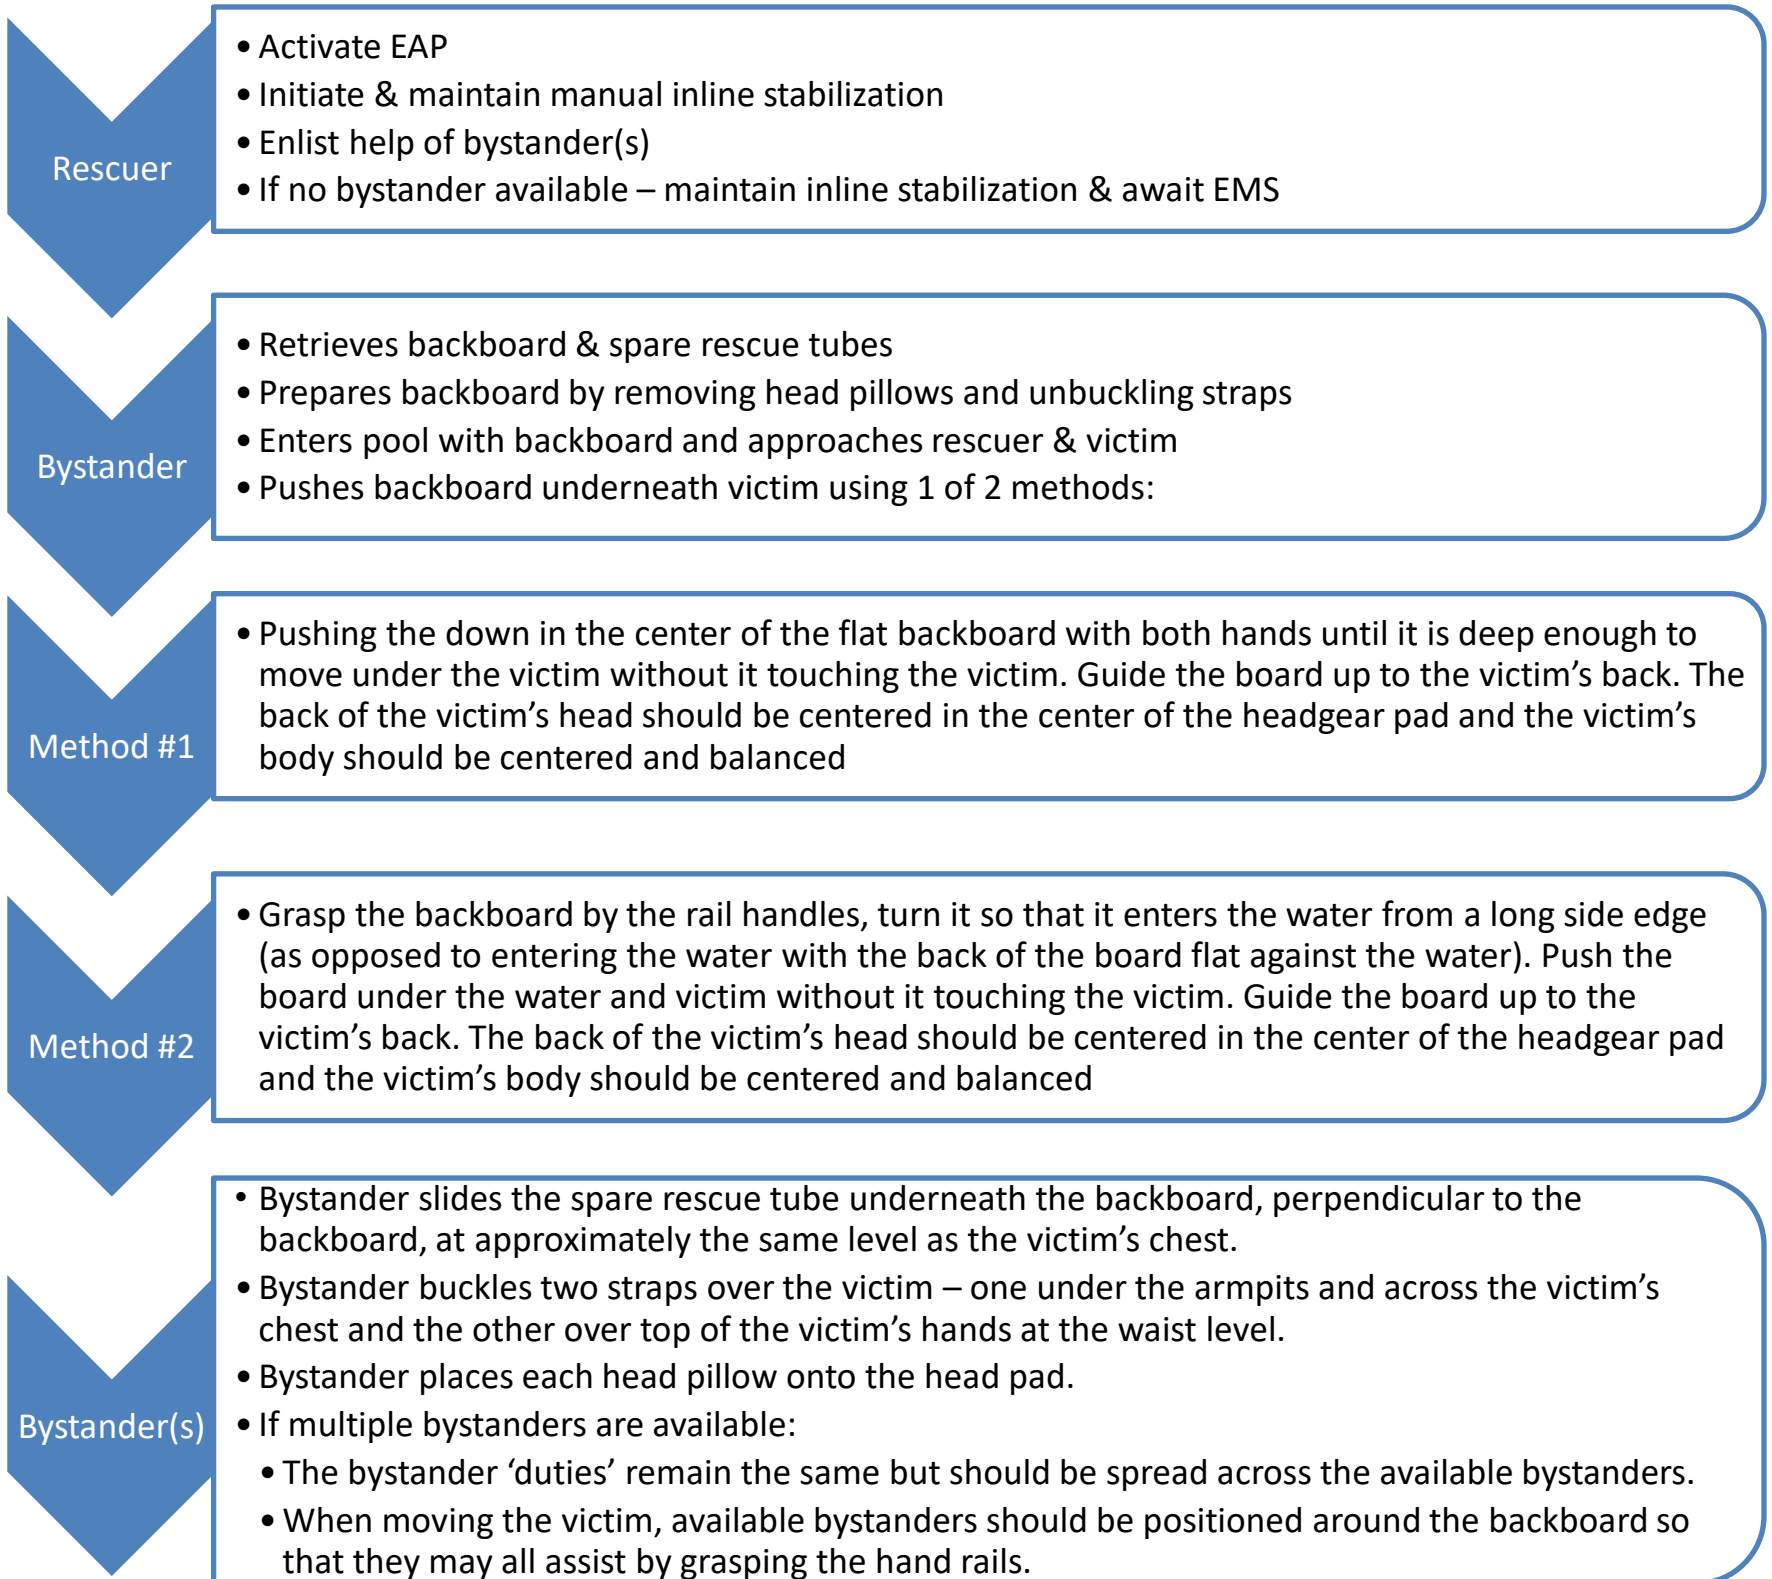 Rescuer
• Activate EAP
• Initiate & maintain manual inline stabilization
• Enlist help of bystander(s)
• If no bystander available – maintain inline stabilization & await EMS
Bystander
• Retrieves backboard & spare rescue tubes
• Prepares backboard by removing head pillows and unbuckling straps
• Enters pool with backboard and approaches rescuer & victim
• Pushes backboard underneath victim using 1 of 2 methods:
Method #1
• Pushing the down in the center of the flat backboard with both hands until it is deep enough to
move under the victim without it touching the victim. Guide the board up to the victim’s back. The
back of the victim’s head should be centered in the center of the headgear pad and the victim’s
body should be centered and balanced
Method #2
• Grasp the backboard by the rail handles, turn it so that it enters the water from a long side edge
(as opposed to entering the water with the back of the board flat against the water). Push the
board under the water and victim without it touching the victim. Guide the board up to the
victim’s back. The back of the victim’s head should be centered in the center of the headgear pad
and the victim’s body should be centered and balanced
Bystander(s)
• Bystander slides the spare rescue tube underneath the backboard, perpendicular to the
backboard, at approximately the same level as the victim’s chest.
• Bystander buckles two straps over the victim – one under the armpits and across the victim’s
chest and the other over top of the victim’s hands at the waist level.
• Bystander places each head pillow onto the head pad.
• If multiple bystanders are available:
• The bystander ‘duties’ remain the same but should be spread across the available bystanders.
• When moving the victim, available bystanders should be positioned around the backboard so
that they may all assist by grasping the hand rails.